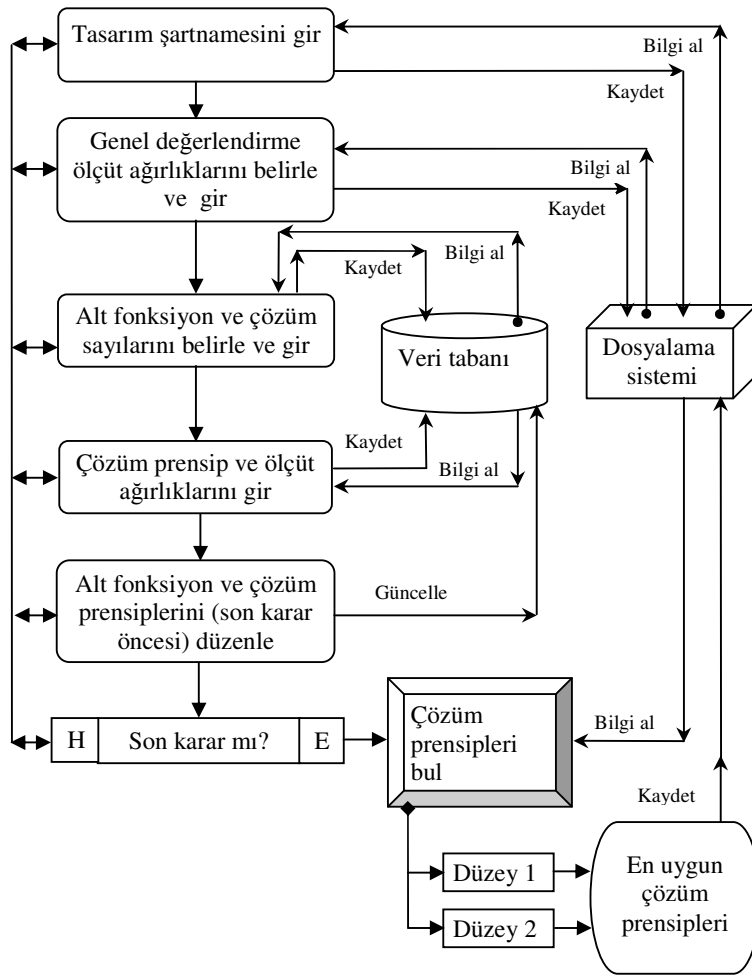 Tasarım şartnamesini gir
Bilgi al
Kaydet
Genel değerlendirme
ölçüt ağırlıklarını belirle
ve gir
Bilgi al
Kaydet
Kaydet
Bilgi al
Alt fonksiyon ve çözüm
sayılarını belirle ve gir
Veri tabanı
Dosyalama
sistemi
Çözüm prensip ve ölçüt
ağırlıklarını gir
Kaydet
Bilgi al
Alt fonksiyon ve çözüm
prensiplerini (son karar
öncesi) düzenle
Güncelle
H
Son karar mı?
E
Çözüm
prensipleri
bul
Bilgi al
Kaydet
Düzey 1
Düzey 2
En uygun
çözüm
prensipleri